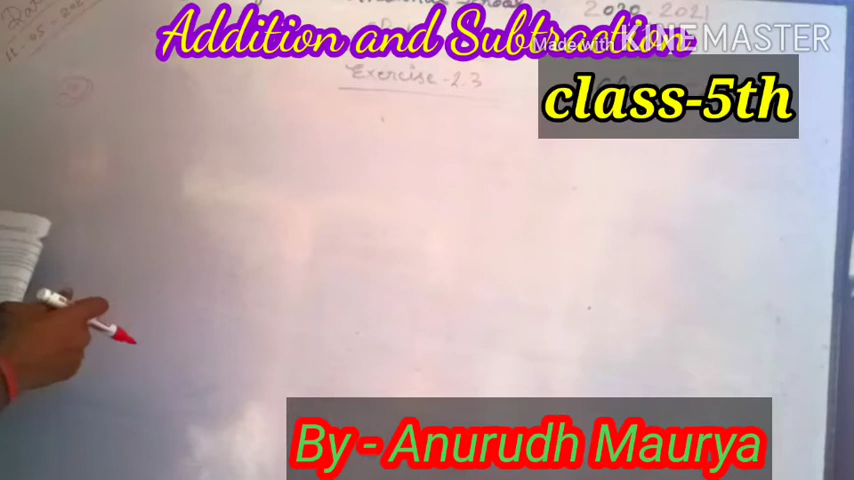 2020-2021
Addition and Subtraction
Made with KINEMASTER
Exercise-2.3
class-5th
By - Anurudh Maurya